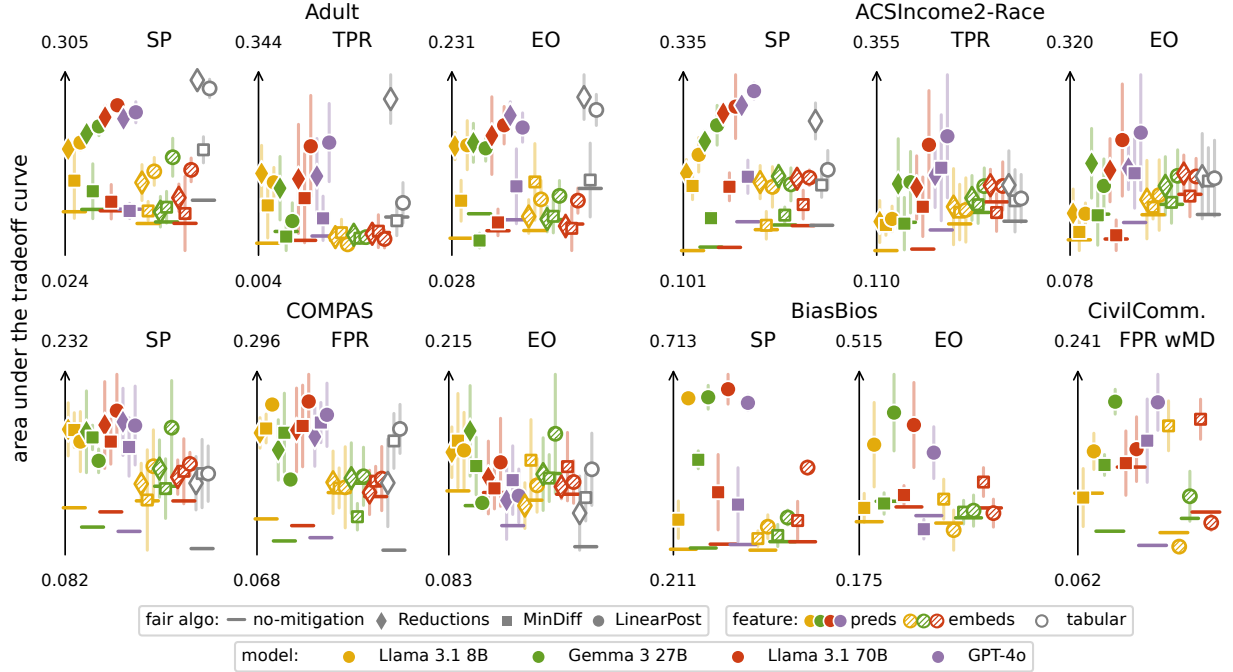 Adult
ACSIncome2-Race
0.305 SP 0.344 TPR 0.231 EO 0.335 SP 0.355 TPR 0.320 EO
area under the tradeoff curve
0.024 0.004 0.028 0.101 0.110 0.078
COMPAS BiasBios CivilComm.
0.232 SP 0.296 FPR 0.215 EO 0.713 SP 0.515 EO 0.241 FPR wMD
0.082 0.068 0.083 0.211 0.175 0.062
fair algo: no-mitigation Reductions MinDiff LinearPost feature: preds embeds tabular
model: Llama 3.1 8B Gemma 3 27B Llama 3.1 70B GPT-4o